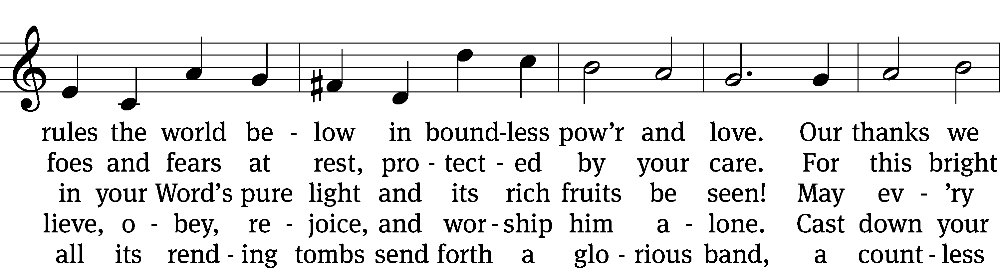 rules the world be - low in bound-less pow’r and love. Our thanks we
foes and fears at rest, pro - tect - ed by your care. For this bright
in your Word’s pure light and its rich fruits be seen! May ev - ’ry
lieve, o - bey, re - joice, and wor - ship him a - lone. Cast down your
all its rend - ing tombs send forth a glo - rious band, a count - less